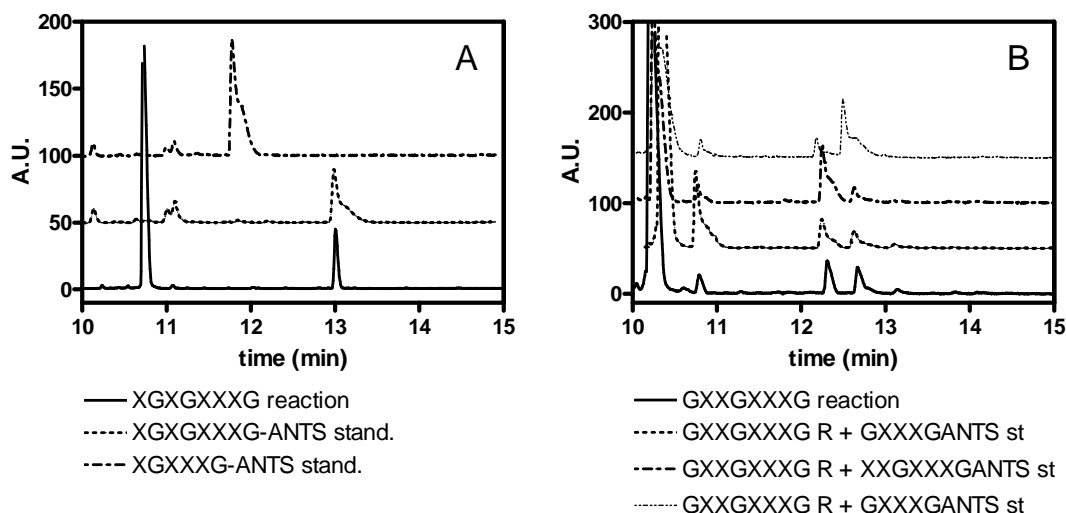 A
200
150
100
50
0
A.U.
10 11 12 13 14 15
time (min)
XGXGXXXG reaction
XGXGXXXG-ANTS stand.
XGXXXG-ANTS stand.
B
300
200
100
0
A.U.
10 11 12 13 14 15
time (min)
GXXGXXXG reaction
GXXGXXXG R + GXXXGANTS st
GXXGXXXG R + XXGXXXGANTS st
GXXGXXXG R + GXXXGANTS st